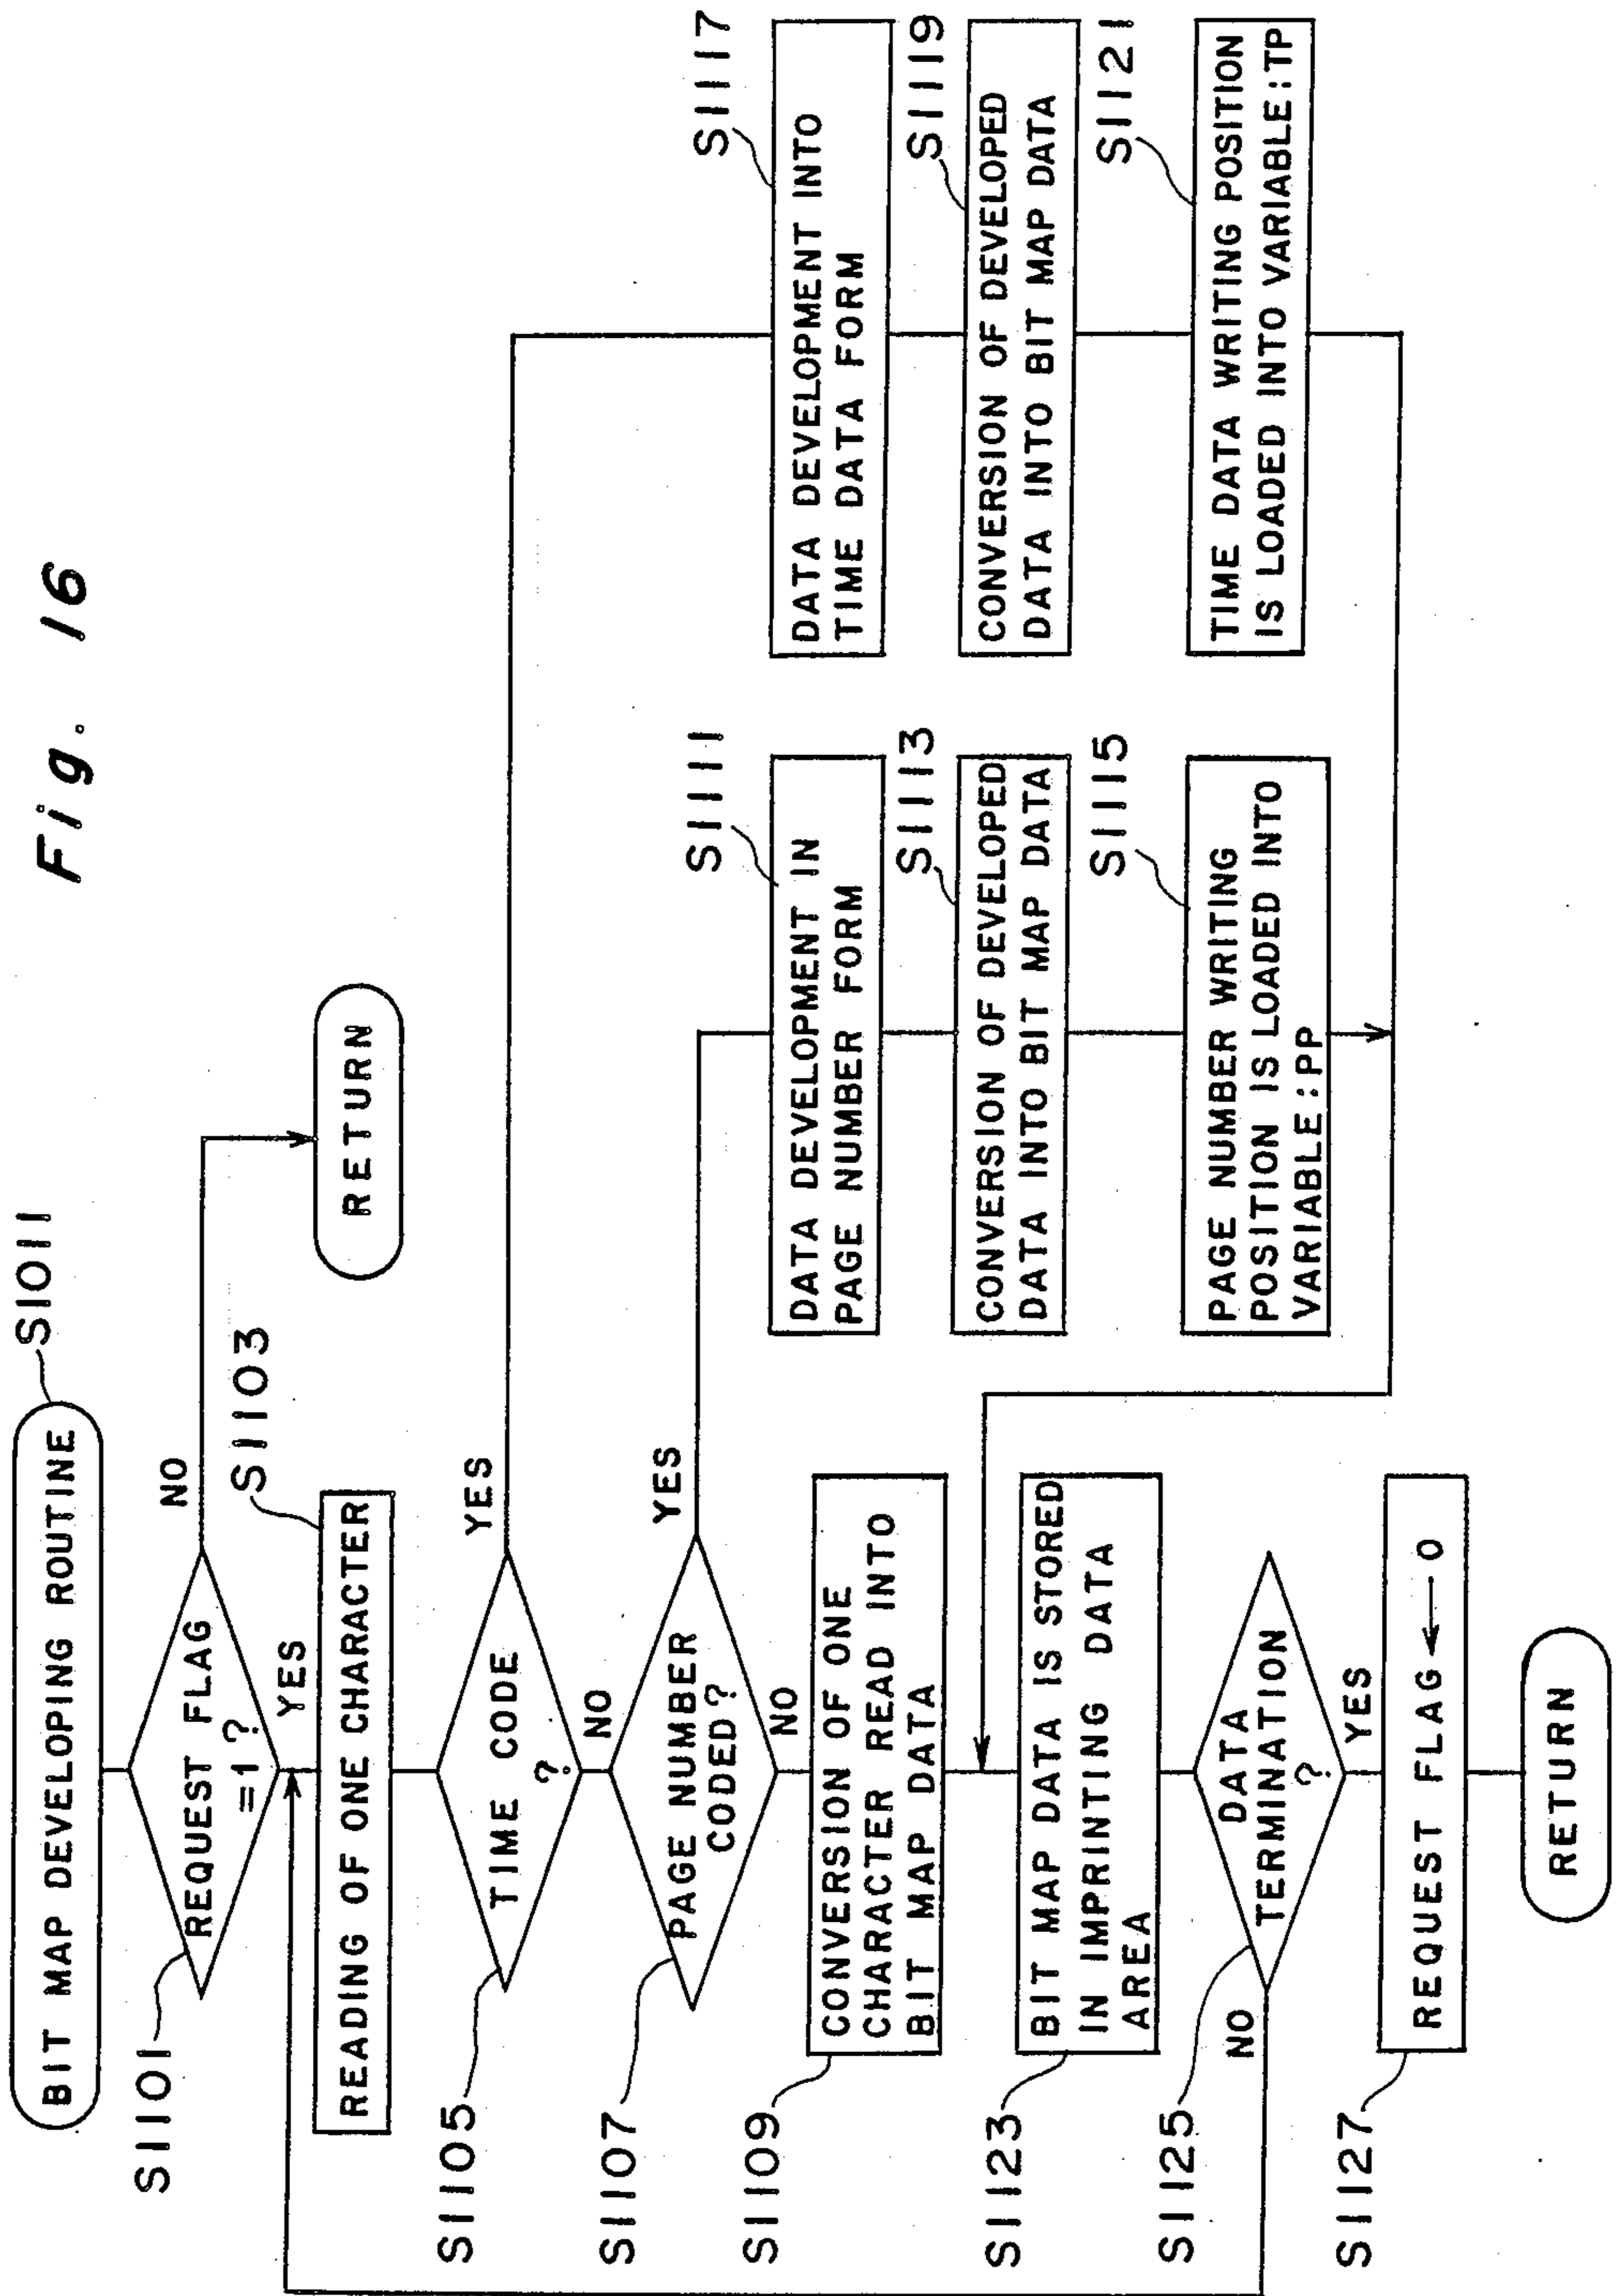 Fig. 16
BIT MAP DEVELOPING ROUTINE
S1011
S1101
REQUEST FLAG
=1?
NO
RETURN
YES
S1103
READING OF ONE CHARACTER
S1105
TIME CODE
?
YES
NO
S1107
PAGE NUMBER
CODED?
YES
NO
S1109
CONVERSION OF ONE
CHARACTER READ INTO
BIT MAP DATA
S1111
DATA DEVELOPMENT IN
PAGE NUMBER FORM
S1113
CONVERSION OF DEVELOPED
DATA INTO BIT MAP DATA
S1115
PAGE NUMBER WRITING
POSITION IS LOADED INTO
VARIABLE:PP
S1117
DATA DEVELOPMENT INTO
TIME DATA FORM
S1119
CONVERSION OF DEVELOPED
DATA INTO BIT MAP DATA
S1121
TIME DATA WRITING POSITION
IS LOADED INTO VARIABLE:TP
S1123
BIT MAP DATA IS STORED
IN IMPRINTING DATA
AREA
S1125
DATA
TERMINATION
?
NO
YES
S1127
REQUEST FLAG ← 0
RETURN